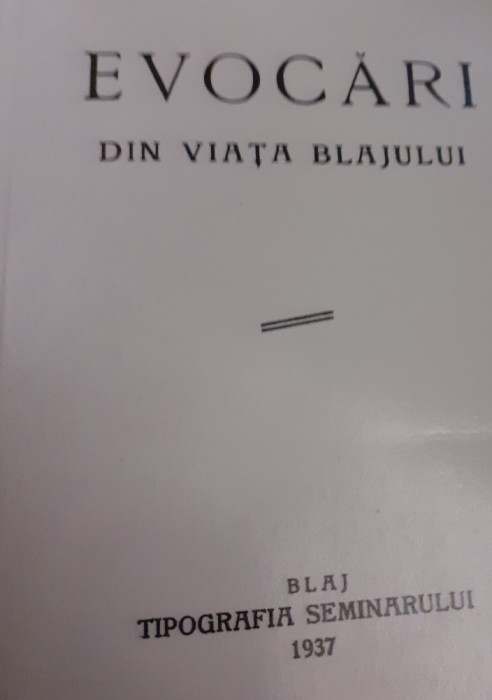 EVOCĂRI
DIN VIAȚA BLAJULUI
BLAJ
TIPOGRAFIA SEMINARULUI
1937